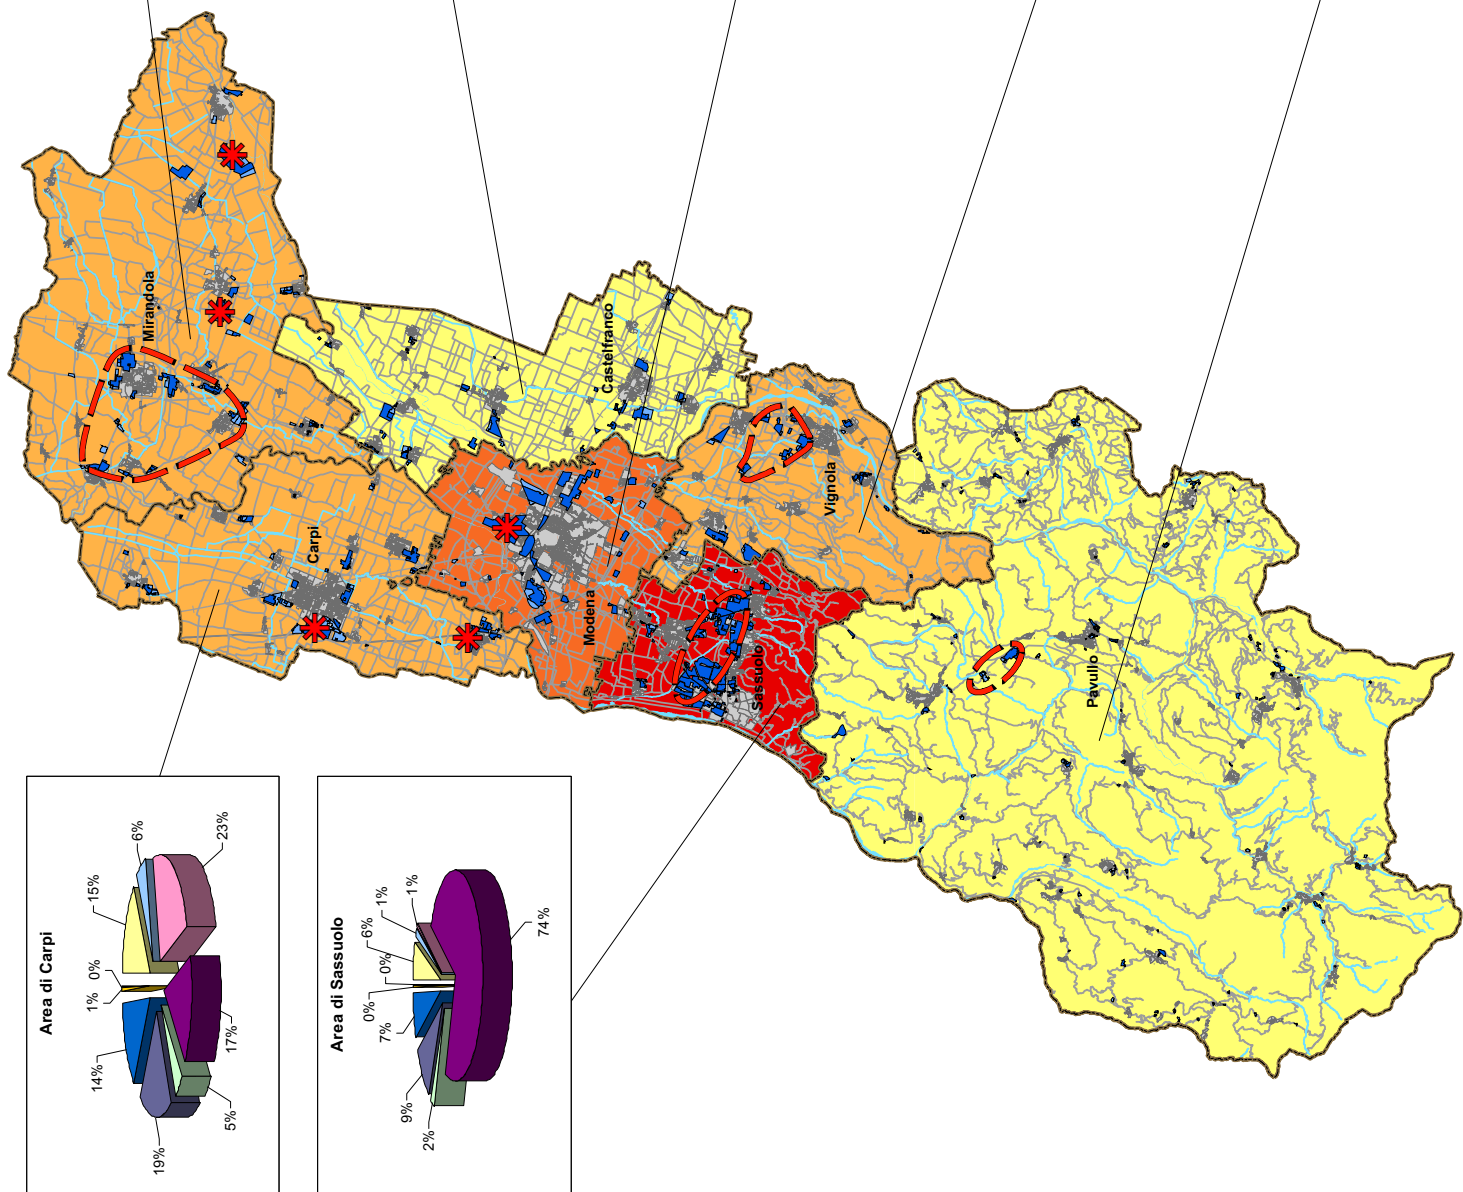 Mirandola
Carpi
Castelfranco
Modena
Vignola
Sassuolo
Pavullo
Area di Carpi
0%
15%
6%
23%
17%
5%
19%
14%
1%
Area di Sassuolo
0%
6%
1%
1%
74%
2%
9%
7%
0%